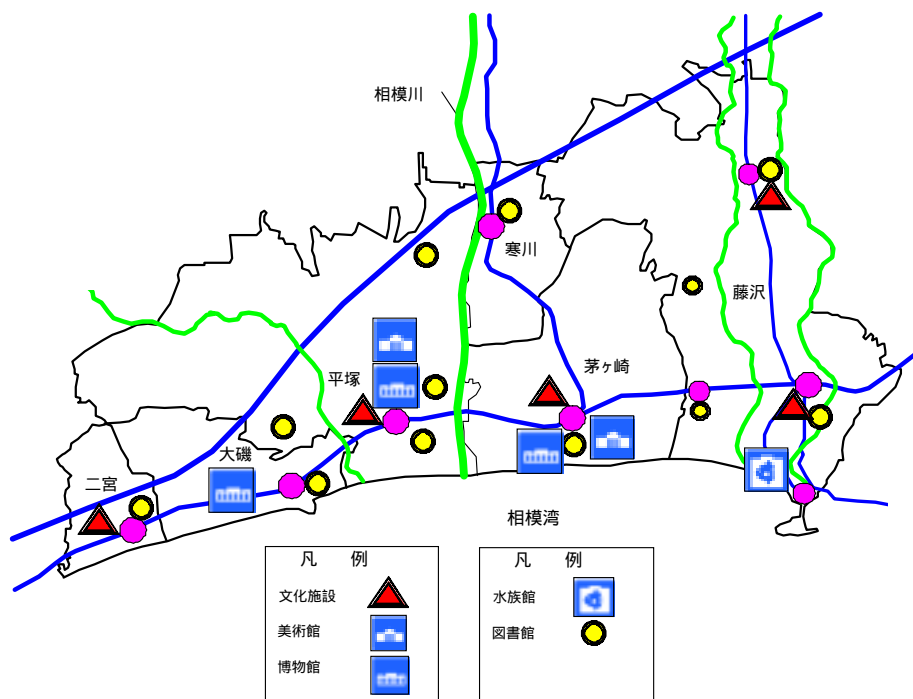 相模川
寒川
藤沢
平塚
茅ヶ崎
大磯
二宮
相模湾
凡 例
文化施設
美術館
博物館
凡 例
水族館
図書館